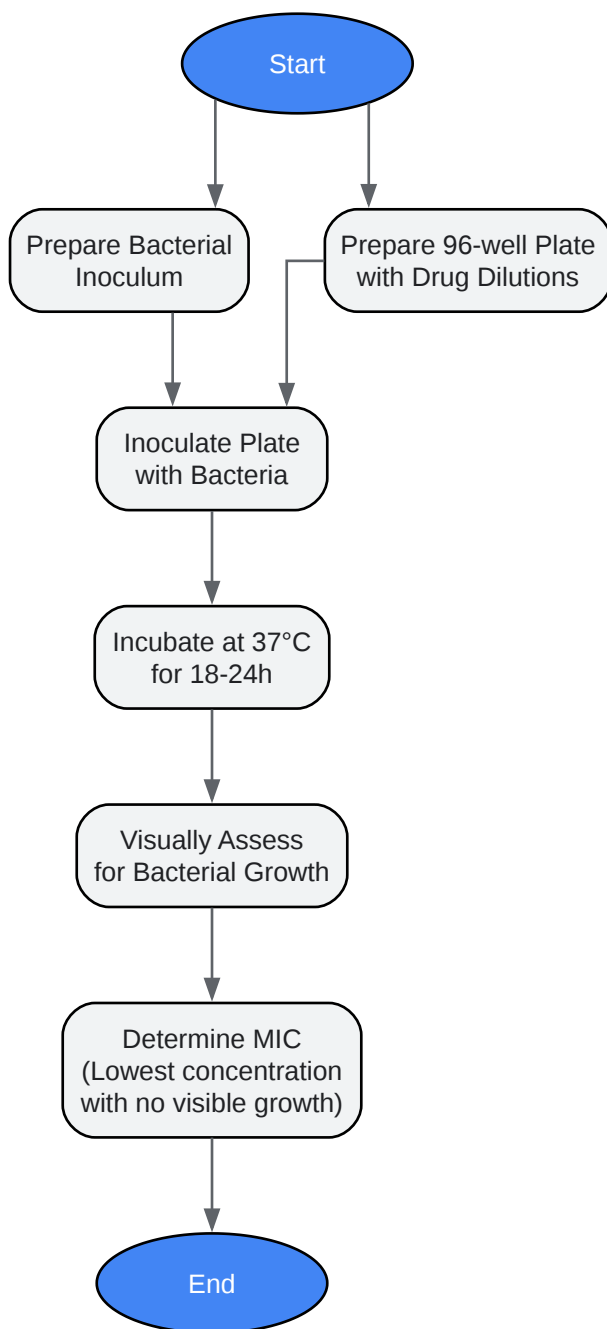 Start
Prepare Bacterial
Inoculum
Prepare 96-well Plate
with Drug Dilutions
Inoculate Plate
with Bacteria
Incubate at 37°C
for 18-24h
Visually Assess
for Bacterial Growth
Determine MIC
(Lowest concentration
with no visible growth)
End